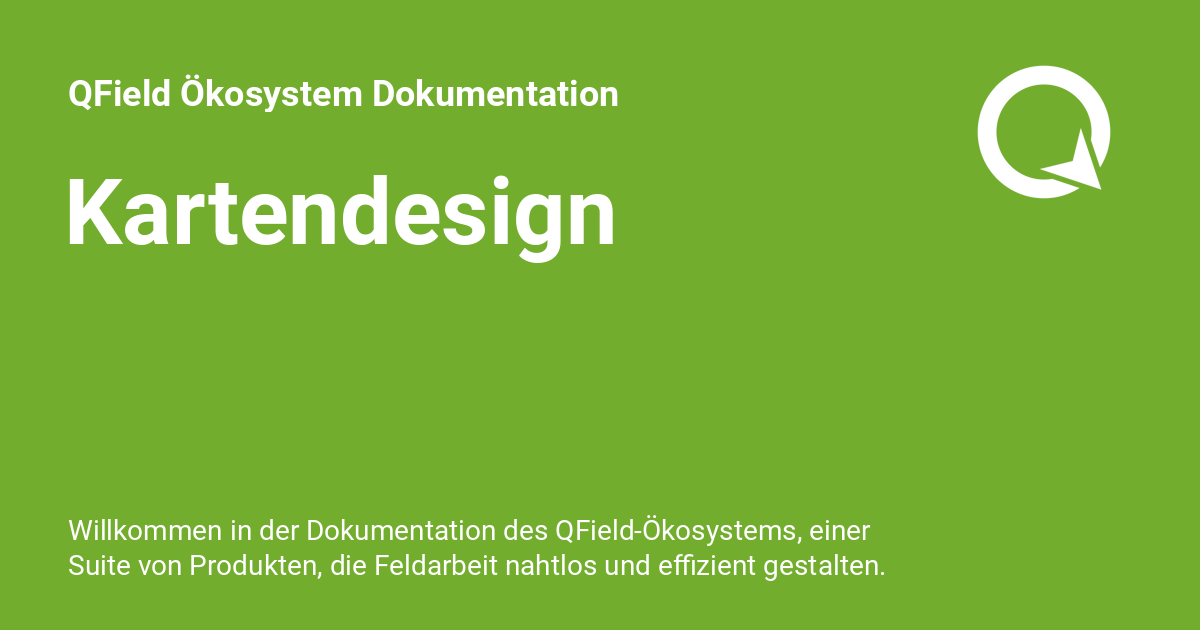 QField Ökosystem Dokumentation
Kartendesign
Willkommen in der Dokumentation des QField-Ökosystems, einer
Suite von Produkten, die Feldarbeit nahtlos und effizient gestalten.